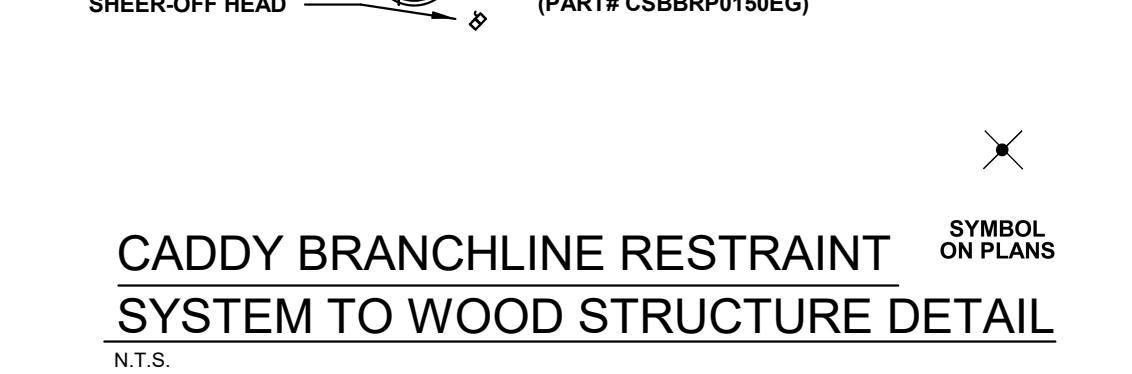 SHEER-OFF HEAD
(PART# CSBBRP0150EG)
SYMBOL
ON PLANS
CADDY BRANCHLINE RESTRAINT
SYSTEM TO WOOD STRUCTURE DETAIL
N.T.S.